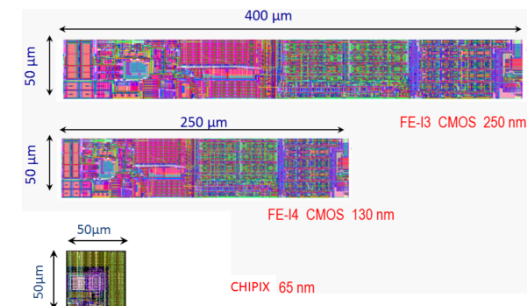 400 µm
50 µm
FE-I3 CMOS 250 nm
250 µm
50 µm
FE-I4 CMOS 130 nm
50µm
50µm
CHIPIX 65 nm